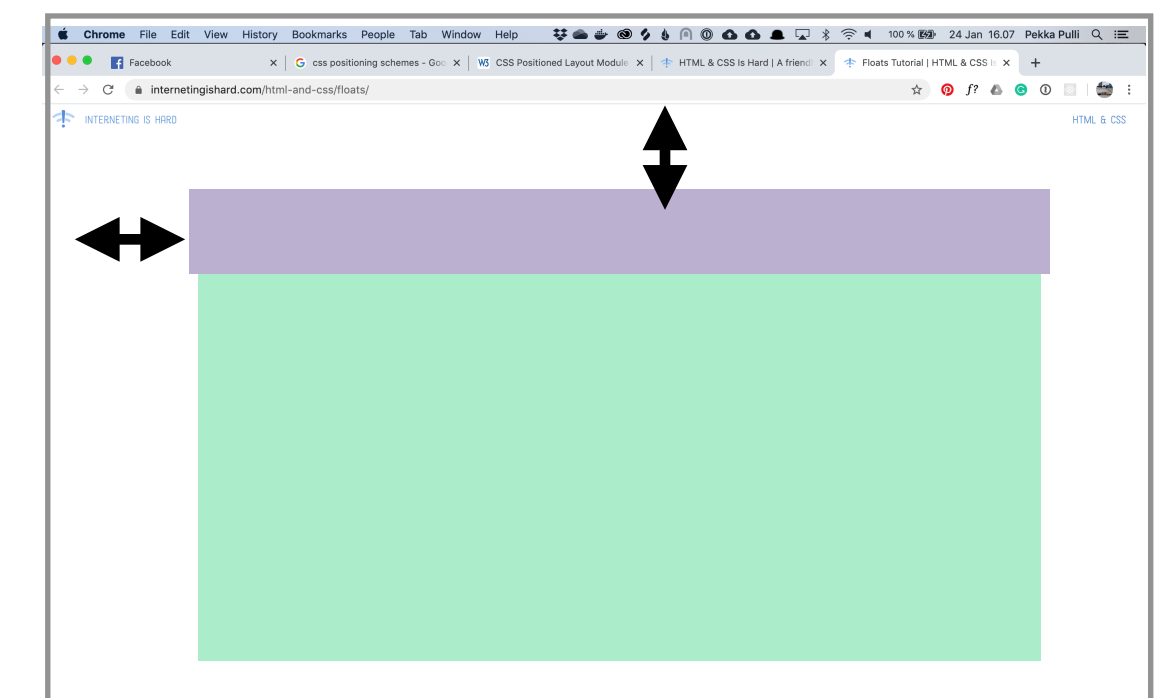 Chrome File Edit View History Bookmarks People Tab Window Help 100 % 24 Jan 16.07 Pekka Pulli
Facebook css positioning schemes - Goo CSS Positioned Layout Module HTML & CSS Is Hard | A friend Floats Tutorial | HTML & CSS Is
internetingishard.com/html-and-css/floats/ f?
INTERNETING IS HARD HTML & CSS